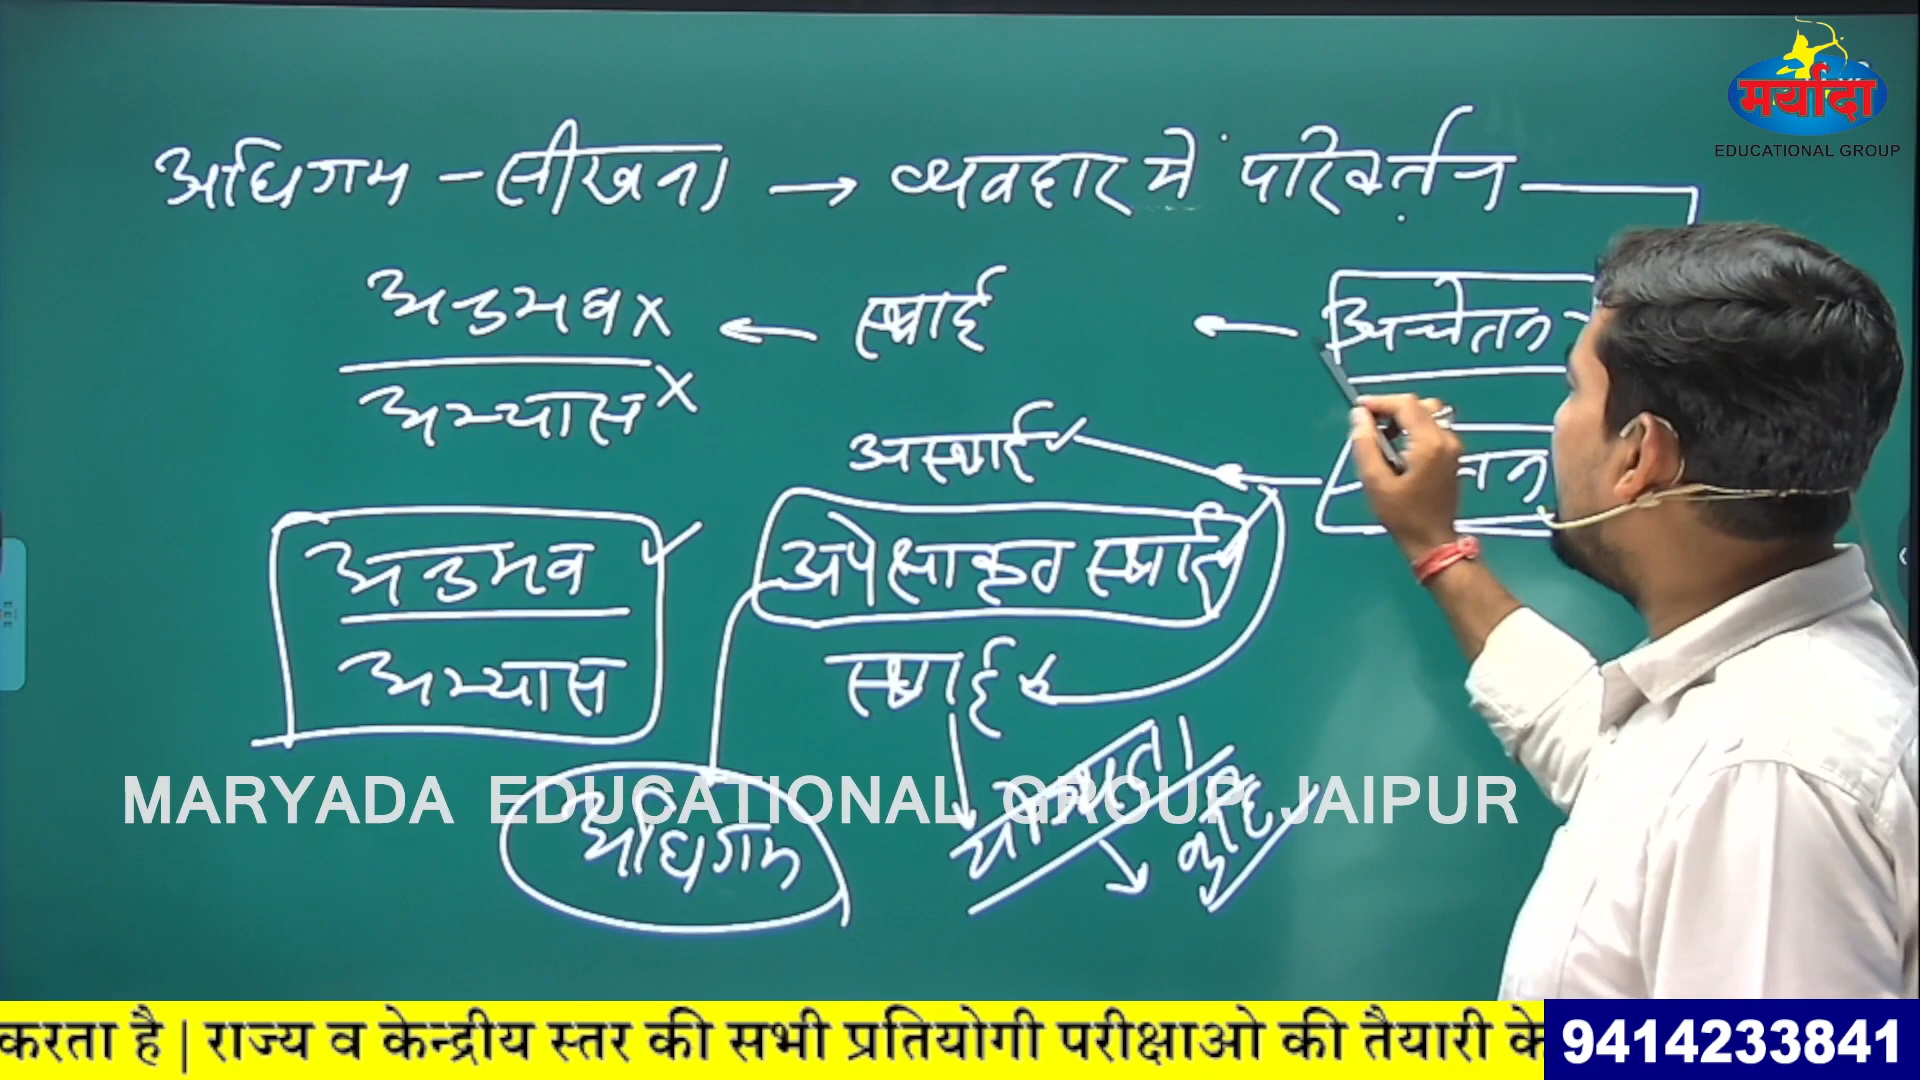 मर्यादा
EDUCATIONAL GROUP
अधिगम - सीखना → व्यवहार में परिवर्तन
अनुभव x ← स्थाई ← अचेतन
अभ्यास x
अस्थाई
अनुभव
अपेक्षाकृत स्थाई
अभ्यास
स्थाई
MARYADA EDUCATIONAL GROUP JAIPUR
अधिगम
करता है | राज्य व केन्द्रीय स्तर की सभी प्रतियोगी परीक्षाओ की तैयारी के
9414233841